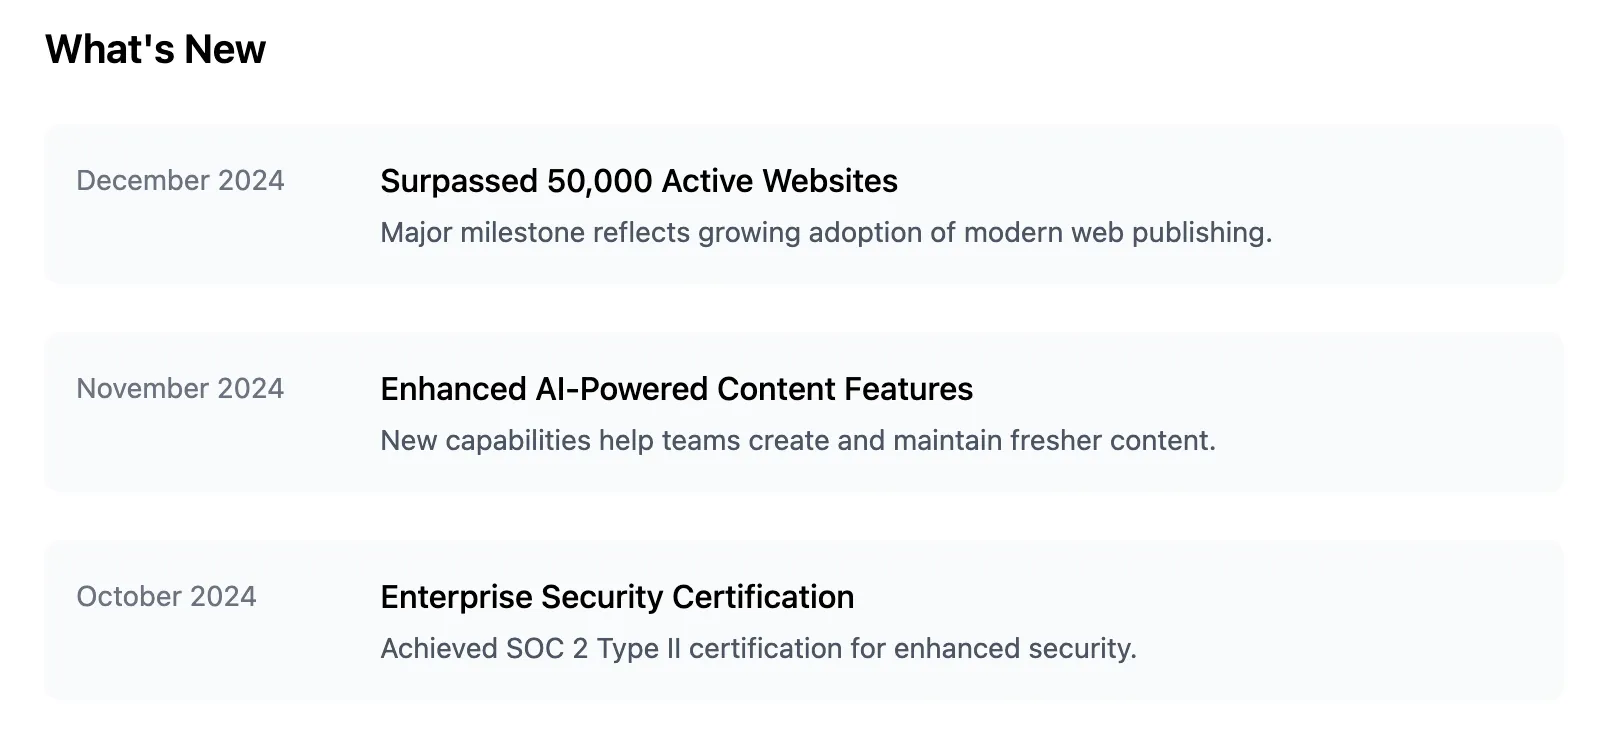 What's New
December 2024
Surpassed 50,000 Active Websites
Major milestone reflects growing adoption of modern web publishing.
November 2024
Enhanced AI-Powered Content Features
New capabilities help teams create and maintain fresher content.
October 2024
Enterprise Security Certification
Achieved SOC 2 Type II certification for enhanced security.